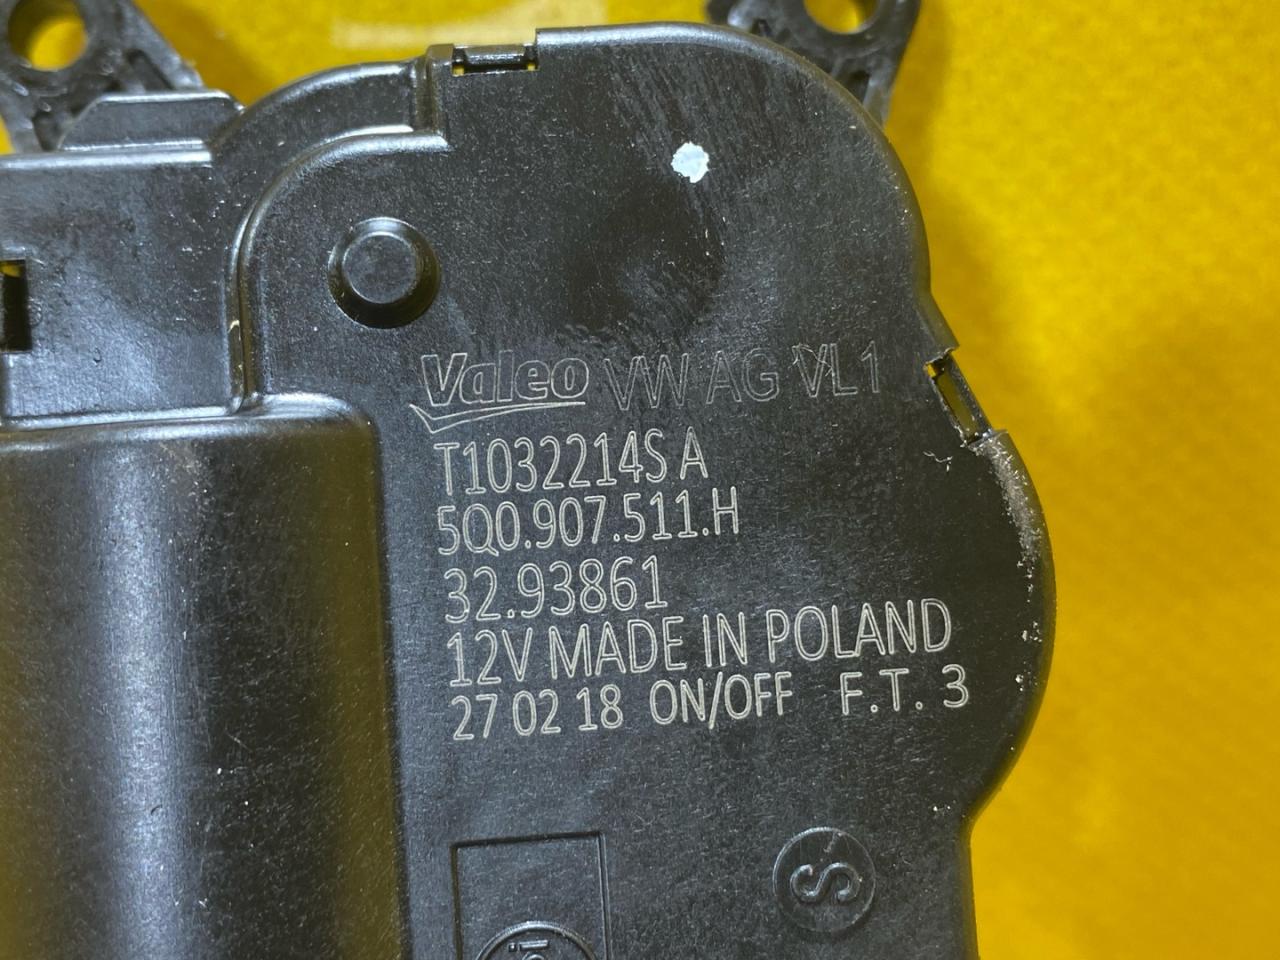 Valeo VW AG VL1
T1032214S A
5Q0.907.511.H
32.93861
12V MADE IN POLAND
27 02 18 ON/OFF F.T. 3
S